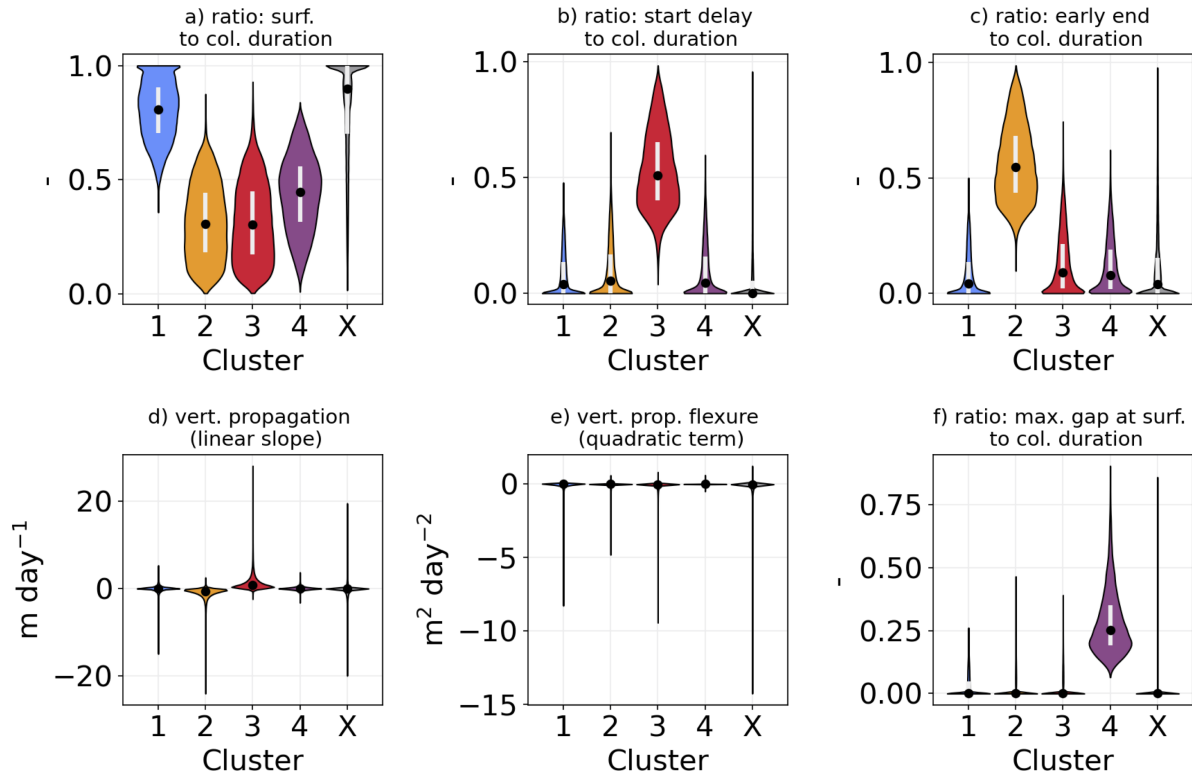 a) ratio: surf.
to col. duration
1.0
0.5
0.0
-
1 2 3 4 X
Cluster
b) ratio: start delay
to col. duration
1.0
0.5
0.0
-
1 2 3 4 X
Cluster
c) ratio: early end
to col. duration
1.0
0.5
0.0
-
1 2 3 4 X
Cluster
d) vert. propagation
(linear slope)
20
0
−20
m day⁻¹
1 2 3 4 X
Cluster
e) vert. prop. flexure
(quadratic term)
0
−5
−10
−15
m² day⁻²
1 2 3 4 X
Cluster
f) ratio: max. gap at surf.
to col. duration
0.75
0.50
0.25
0.00
-
1 2 3 4 X
Cluster